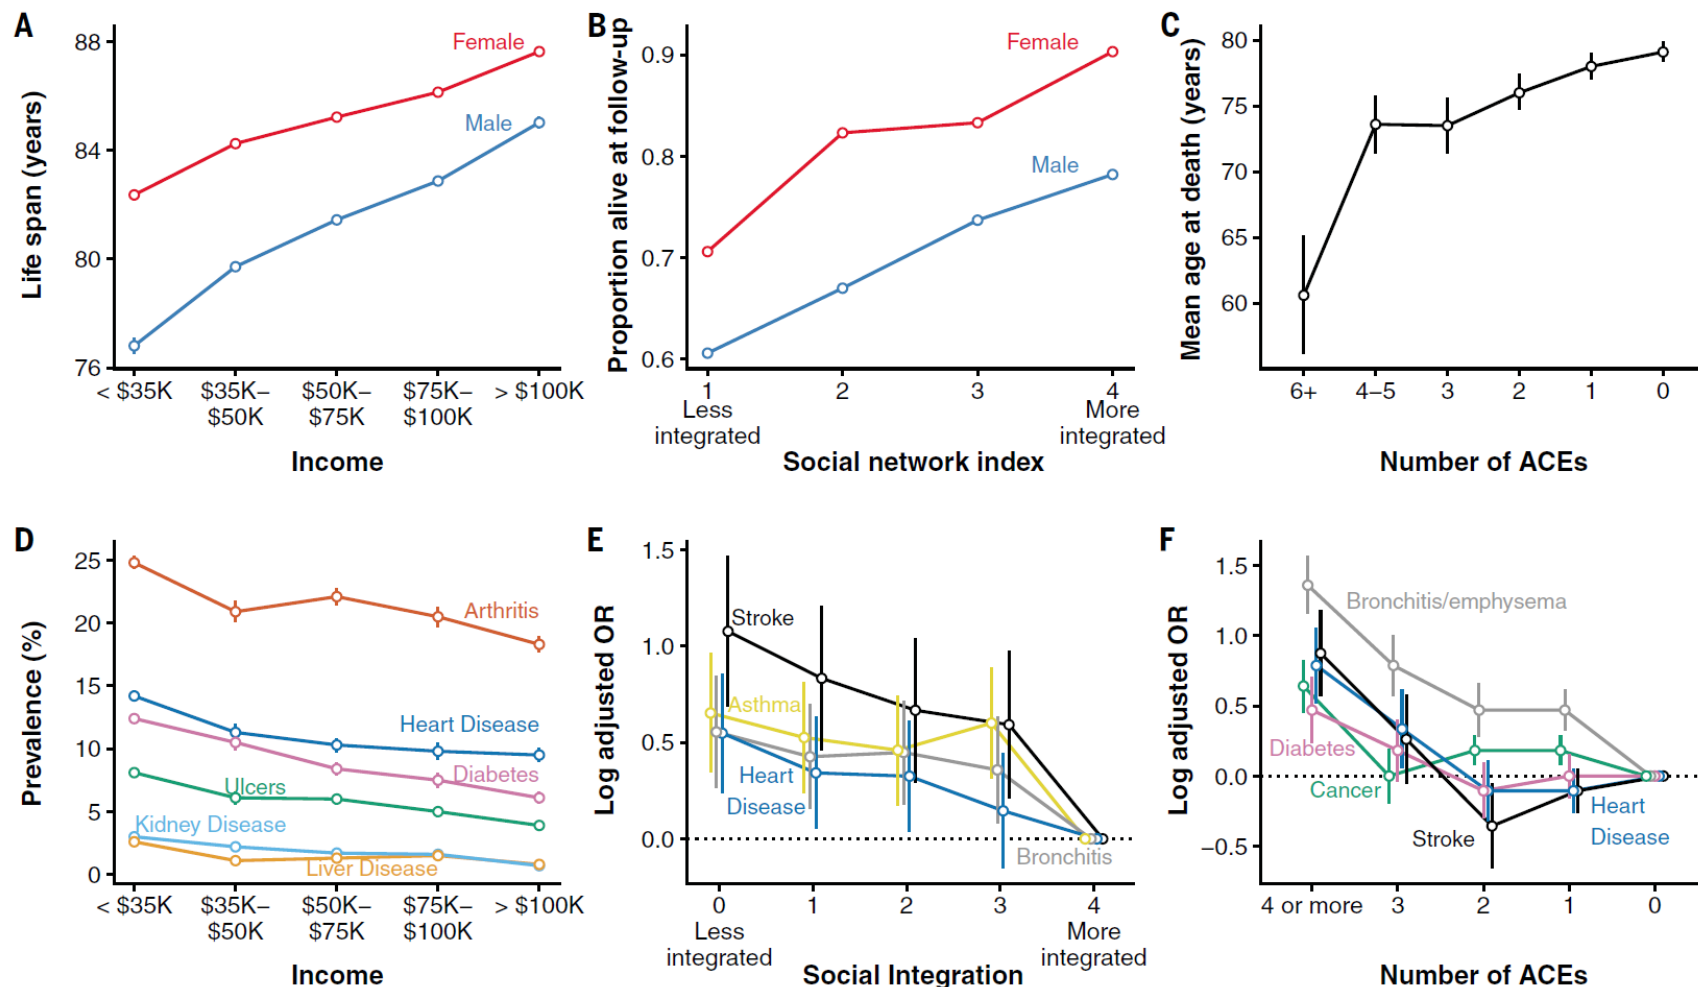 A
Life span (years)
88
84
80
76
Female
Male
< $35K
$35K–
$50K
$50K–
$75K
$75K–
$100K
> $100K
Income
B
Proportion alive at follow-up
0.9
0.8
0.7
0.6
Female
Male
1
2
3
4
Less
integrated
More
integrated
Social network index
C
Mean age at death (years)
80
75
70
65
60
6+
4–5
3
2
1
0
Number of ACEs
D
Prevalence (%)
25
20
15
10
5
0
Arthritis
Heart Disease
Diabetes
Ulcers
Kidney Disease
Liver Disease
< $35K
$35K–
$50K
$50K–
$75K
$75K–
$100K
> $100K
Income
E
Log adjusted OR
1.5
1.0
0.5
0.0
Stroke
Asthma
Heart
Disease
Bronchitis
0
1
2
3
4
Less
integrated
More
integrated
Social Integration
F
Log adjusted OR
1.5
1.0
0.5
0.0
−0.5
Bronchitis/emphysema
Diabetes
Cancer
Stroke
Heart
Disease
4 or more
3
2
1
0
Number of ACEs